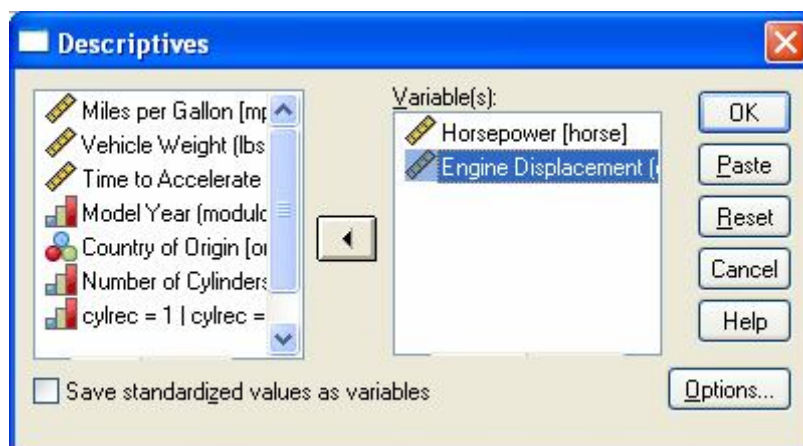 Descriptives
Miles per Gallon [mp
Vehicle Weight (lbs
Time to Accelerate
Model Year (modulo
Country of Origin [or
Number of Cylinders
cylrec = 1 | cylrec =
Variable(s):
Horsepower [horse]
Engine Displacement (
OK
Paste
Reset
Cancel
Help
Save standardized values as variables
Options...